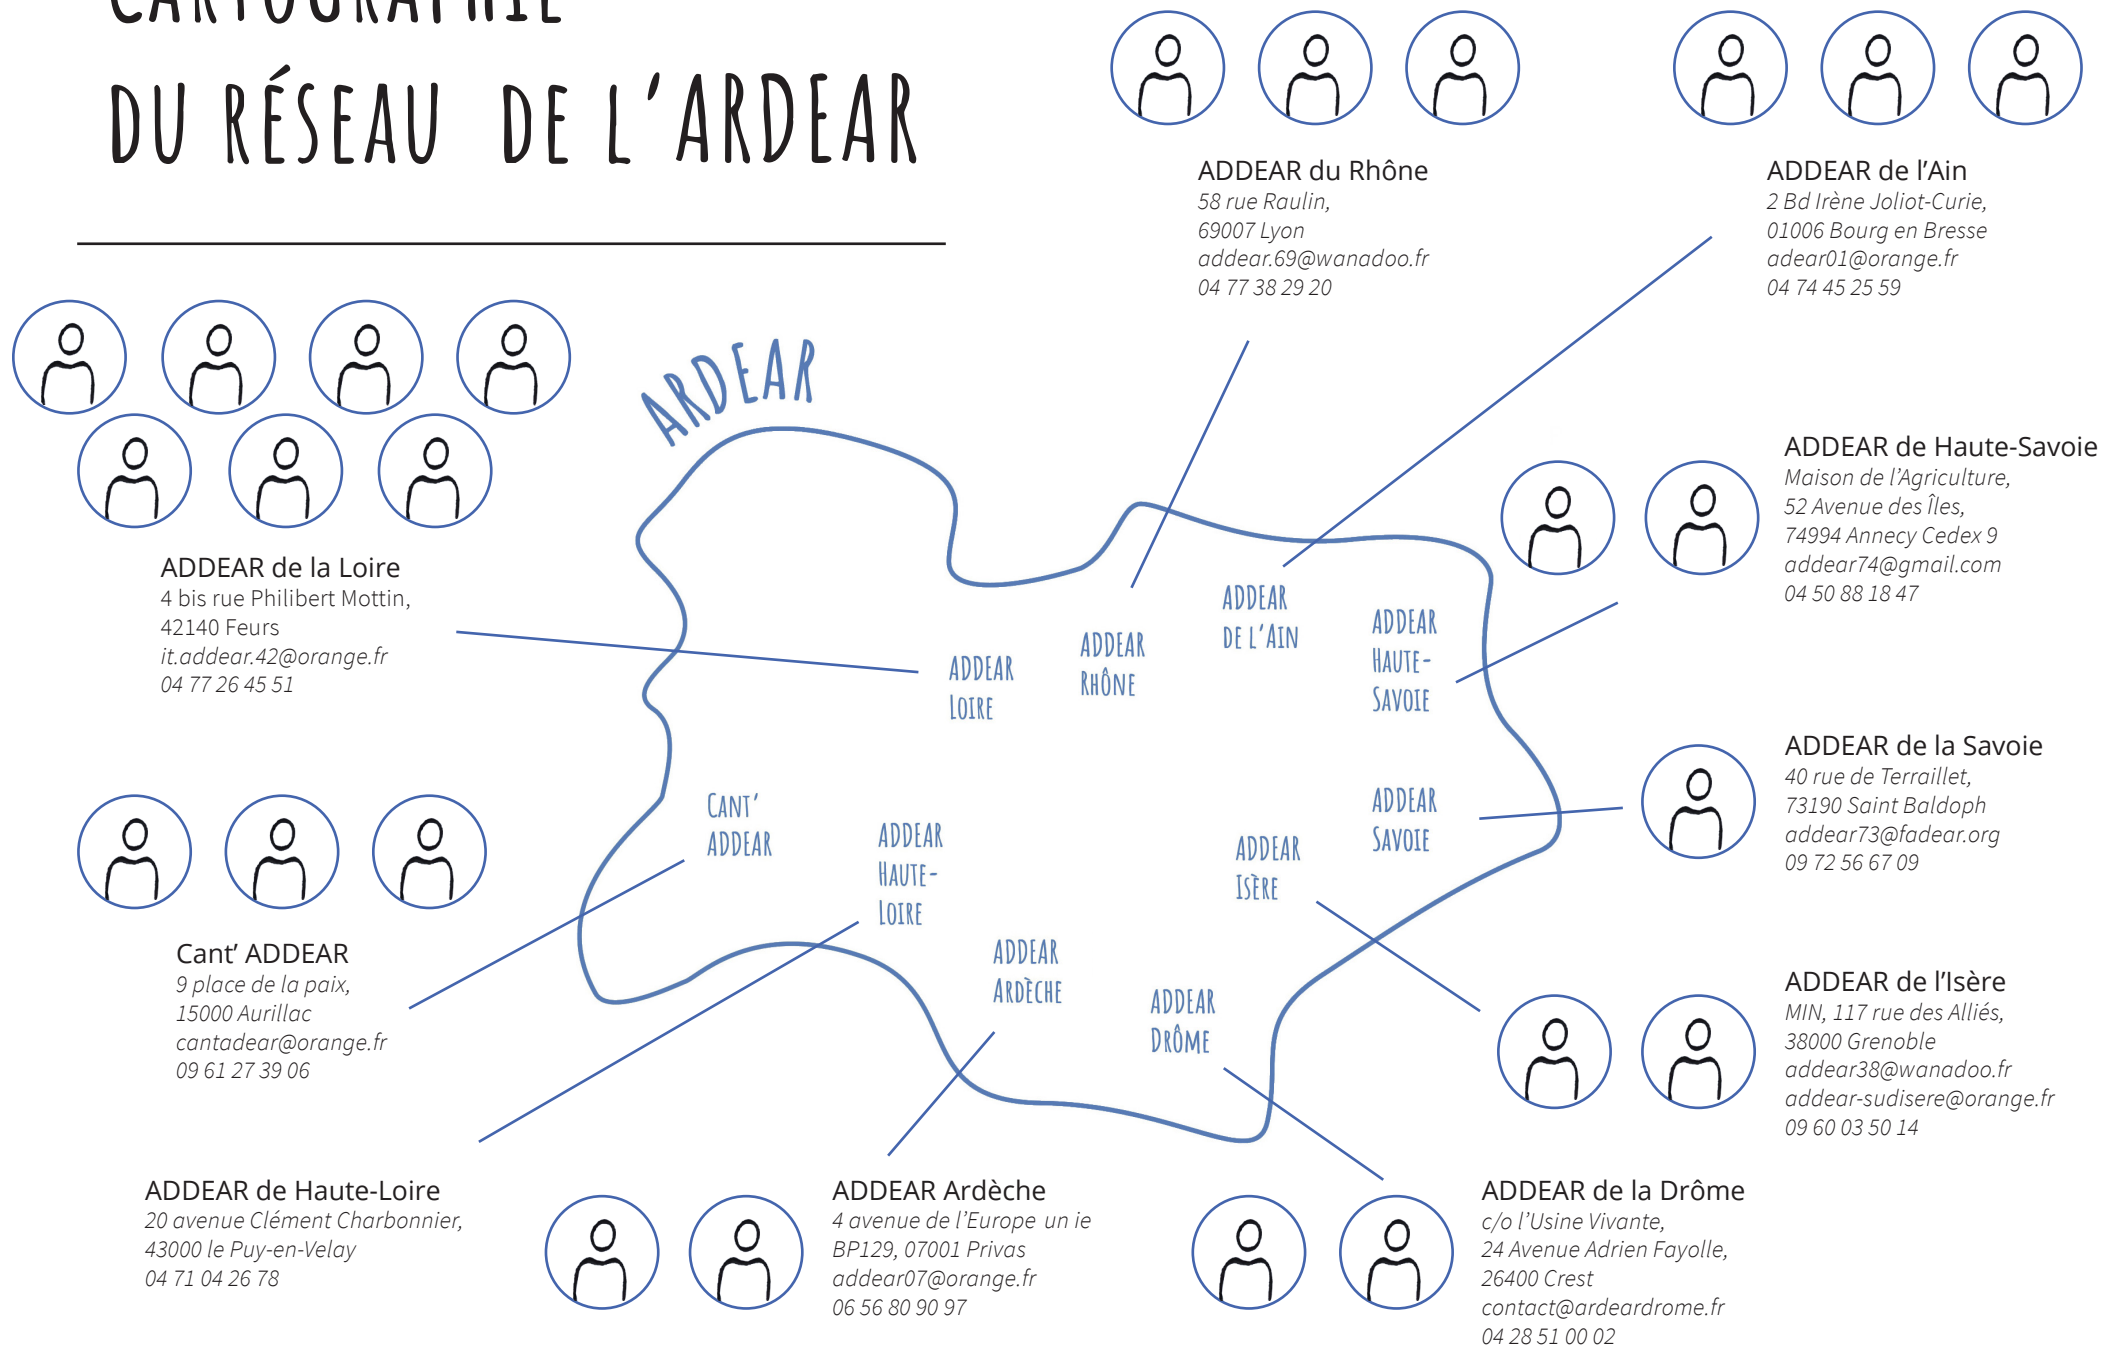 CARTOGRAPHIE
DU RÉSEAU DE L'ARDEAR
ADDEAR du Rhône
58 rue Raulin,
69007 Lyon
addear.69@wanadoo.fr
04 77 38 29 20
ADDEAR de l'Ain
2 Bd Irène Joliot-Curie,
01006 Bourg en Bresse
adear01@orange.fr
04 74 45 25 59
ARDEAR
ADDEAR de Haute-Savoie
Maison de l'Agriculture,
52 Avenue des Îles,
74994 Annecy Cedex 9
addear74@gmail.com
04 50 88 18 47
ADDEAR de la Loire
4 bis rue Philibert Mottin,
42140 Feurs
it.addear.42@orange.fr
04 77 26 45 51
ADDEAR
LOIRE
ADDEAR
RHÔNE
ADDEAR
DE L'AIN
ADDEAR
HAUTE-
SAVOIE
ADDEAR de la Savoie
40 rue de Terraillet,
73190 Saint Baldoph
addear73@fadear.org
09 72 56 67 09
CANT'
ADDEAR
ADDEAR
HAUTE-
LOIRE
ADDEAR
ISÈRE
ADDEAR
SAVOIE
Cant' ADDEAR
9 place de la paix,
15000 Aurillac
cantadear@orange.fr
09 61 27 39 06
ADDEAR
ARDÈCHE
ADDEAR
DRÔME
ADDEAR de l'Isère
MIN, 117 rue des Alliés,
38000 Grenoble
addear38@wanadoo.fr
addear-sudisere@orange.fr
09 60 03 50 14
ADDEAR de Haute-Loire
20 avenue Clément Charbonnier,
43000 le Puy-en-Velay
04 71 04 26 78
ADDEAR Ardèche
4 avenue de l'Europe un ie
BP129, 07001 Privas
addear07@orange.fr
06 56 80 90 97
ADDEAR de la Drôme
c/o l'Usine Vivante,
24 Avenue Adrien Fayolle,
26400 Crest
contact@ardeardrome.fr
04 28 51 00 02